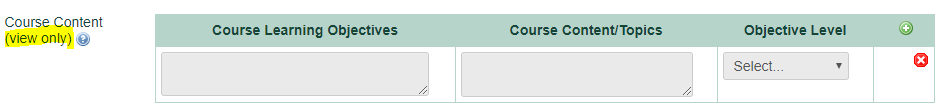 Course Content
(view only)
Course Learning Objectives
Course Content/Topics
Objective Level
Select...